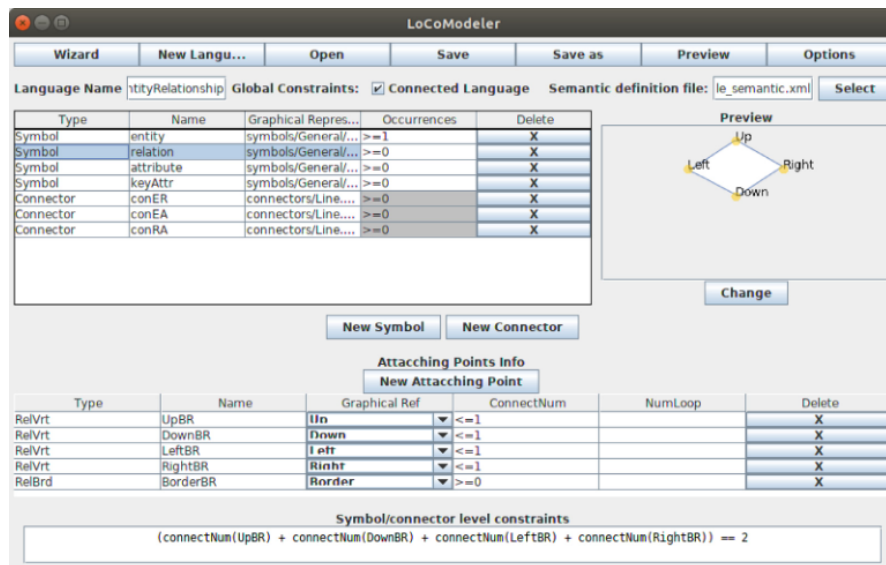 LoCoModeler
Wizard New Langu... Open Save Save as Preview Options
Language Name ntityRelationship Global Constraints: Connected Language Semantic definition file: le_semantic.xml Select
Type Name Graphical Repres... Occurrences Delete
Symbol entity symbols/General/... >=1 X
Symbol relation symbols/General/... >=0 X
Symbol attribute symbols/General/... >=0 X
Symbol keyAttr symbols/General/... >=0 X
Connector conER connectors/Line.... >=0 X
Connector conEA connectors/Line.... >=0 X
Connector conRA connectors/Line.... >=0 X
Preview
Up
Left Right
Down
Change
New Symbol New Connector
Attacching Points Info
New Attacching Point
Type Name Graphical Ref ConnectNum NumLoop Delete
RelVrt UpBR Up <=1 X
RelVrt DownBR Down <=1 X
RelVrt LeftBR Left <=1 X
RelVrt RightBR Right <=1 X
RelBrd BorderBR Border >=0 X
Symbol/connector level constraints
(connectNum(UpBR) + connectNum(DownBR) + connectNum(LeftBR) + connectNum(RightBR)) == 2